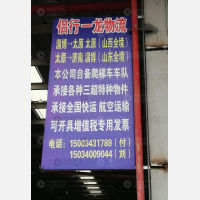 倡行一龙物流
淄博→太原 太原（山西全境）
太原→济南 淄博（山东全境）
本公司自备爬梯车车队
承接各种三超特种物件
承接全国快运 航空运输
可开具增值税专用发票
电话：15003431789（付）
15034009044（刘）